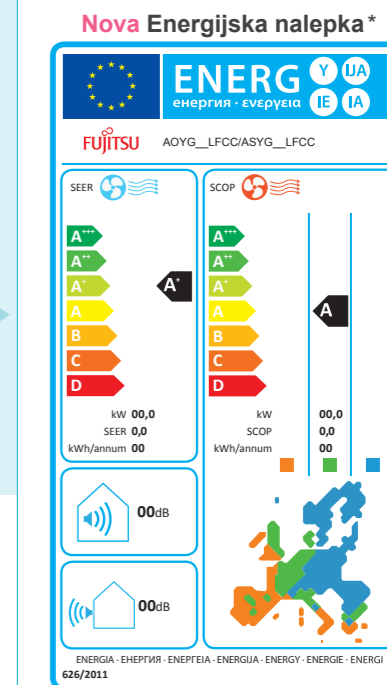 Nova Energijska nalepka*
ENERG Y IJA
енергия · ενεργεια IE IA
FUJITSU AOYG__LFCC/ASYG__LFCC
SEER SCOP
A+++ A+++
A++ A++
A+ A+ A+
A A A
B B
C C
D D
kW 00,0 kW 00,0
SEER 0,0 SCOP 0,0
kWh/annum 00 kWh/annum 00
00dB
00dB
ENERGIA · ЕНЕРГИЯ · ΕΝΕΡΓΕΙΑ · ENERGIJA · ENERGY · ENERGIE · ENERGI
626/2011